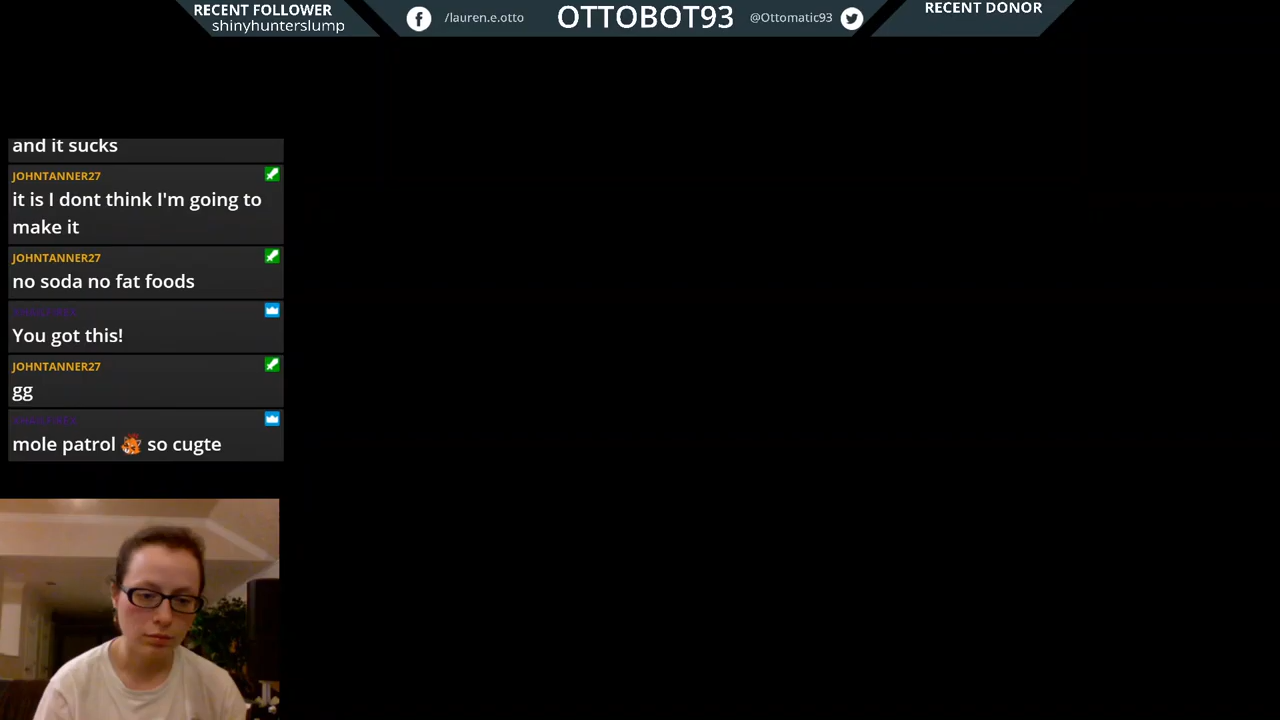 RECENT FOLLOWER
shinyhunterslump
/lauren.e.otto
OTTOBOT93
@Ottomatic93
RECENT DONOR
and it sucks
JOHNTANNER27
it is I dont think I'm going to
make it
JOHNTANNER27
no soda no fat foods
You got this!
JOHNTANNER27
gg
mole patrol so cugte